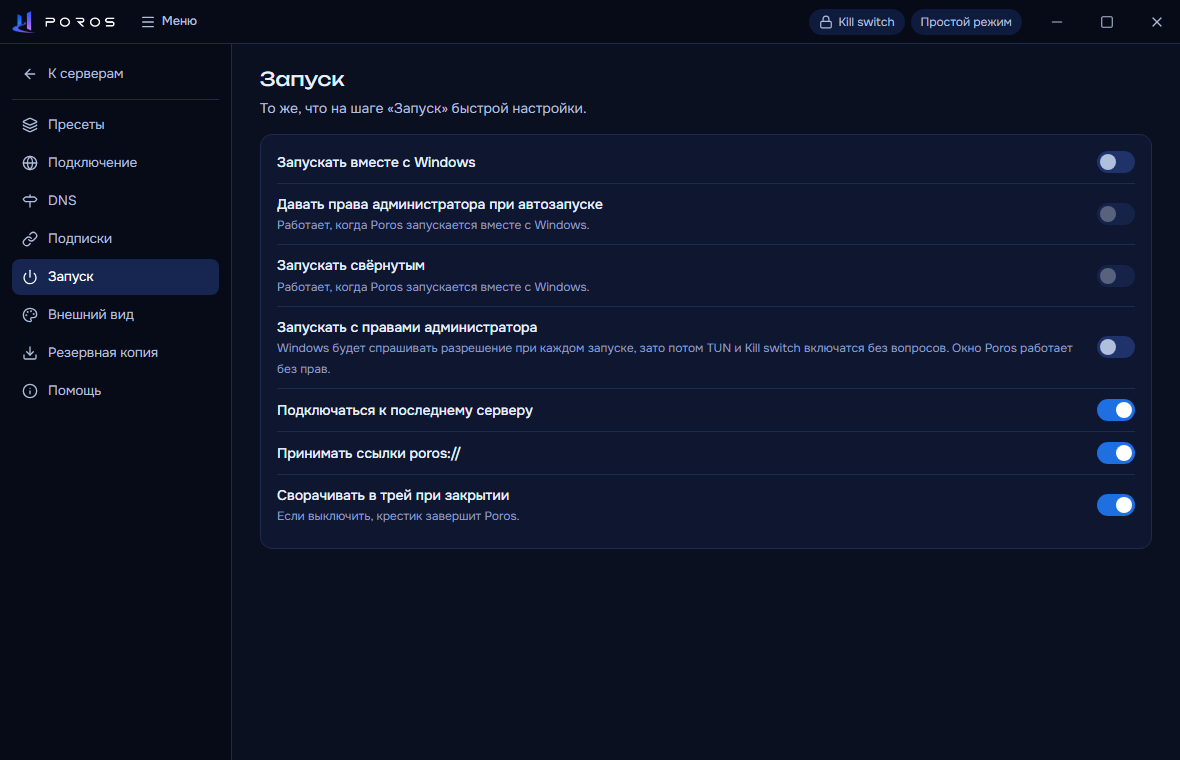 POROS
Меню
Kill switch
Простой режим
К серверам
Пресеты
Подключение
DNS
Подписки
Запуск
Внешний вид
Резервная копия
Помощь
Запуск
То же, что на шаге «Запуск» быстрой настройки.
Запускать вместе с Windows
Давать права администратора при автозапуске
Работает, когда Poros запускается вместе с Windows.
Запускать свёрнутым
Работает, когда Poros запускается вместе с Windows.
Запускать с правами администратора
Windows будет спрашивать разрешение при каждом запуске, зато потом TUN и Kill switch включатся без вопросов. Окно Poros работает
без прав.
Подключаться к последнему серверу
Принимать ссылки poros://
Сворачивать в трей при закрытии
Если выключить, крестик завершит Poros.